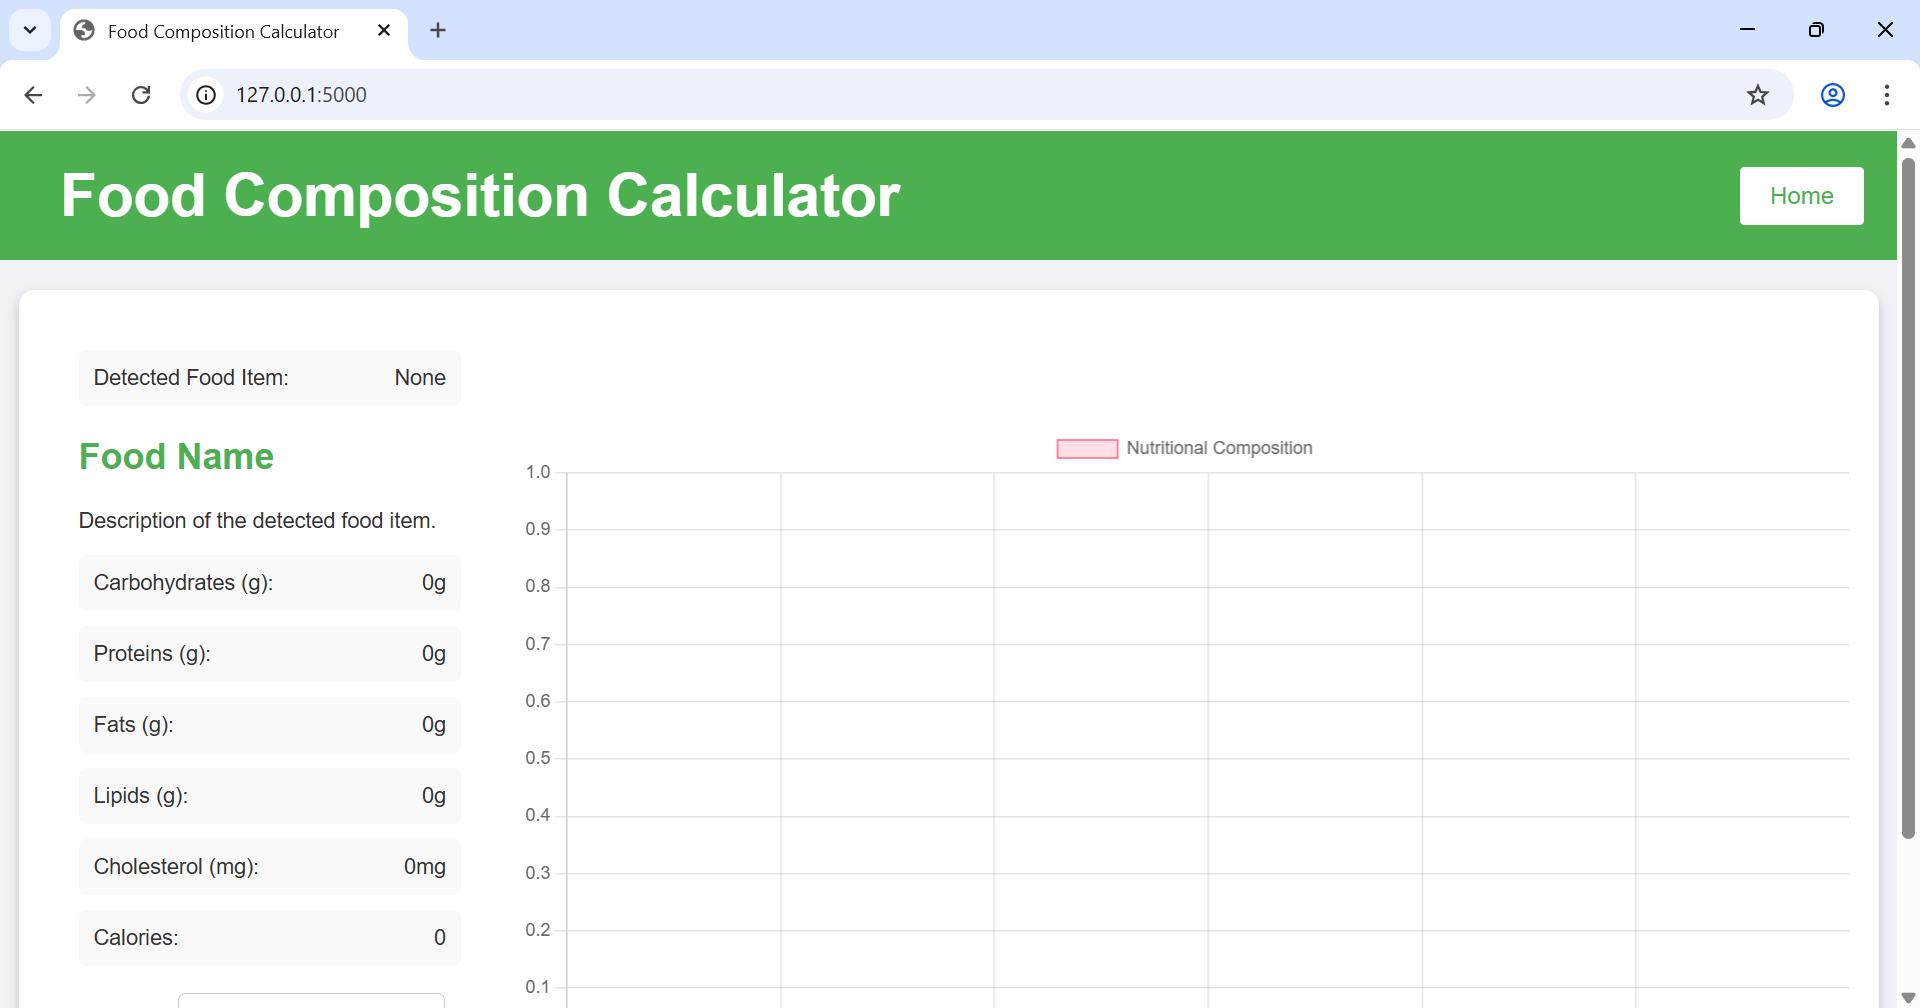 Food Composition Calculator
127.0.0.1:5000
Food Composition Calculator
Home
Detected Food Item: None
Food Name
Description of the detected food item.
Carbohydrates (g): 0g
Proteins (g): 0g
Fats (g): 0g
Lipids (g): 0g
Cholesterol (mg): 0mg
Calories: 0
Nutritional Composition
1.0
0.9
0.8
0.7
0.6
0.5
0.4
0.3
0.2
0.1